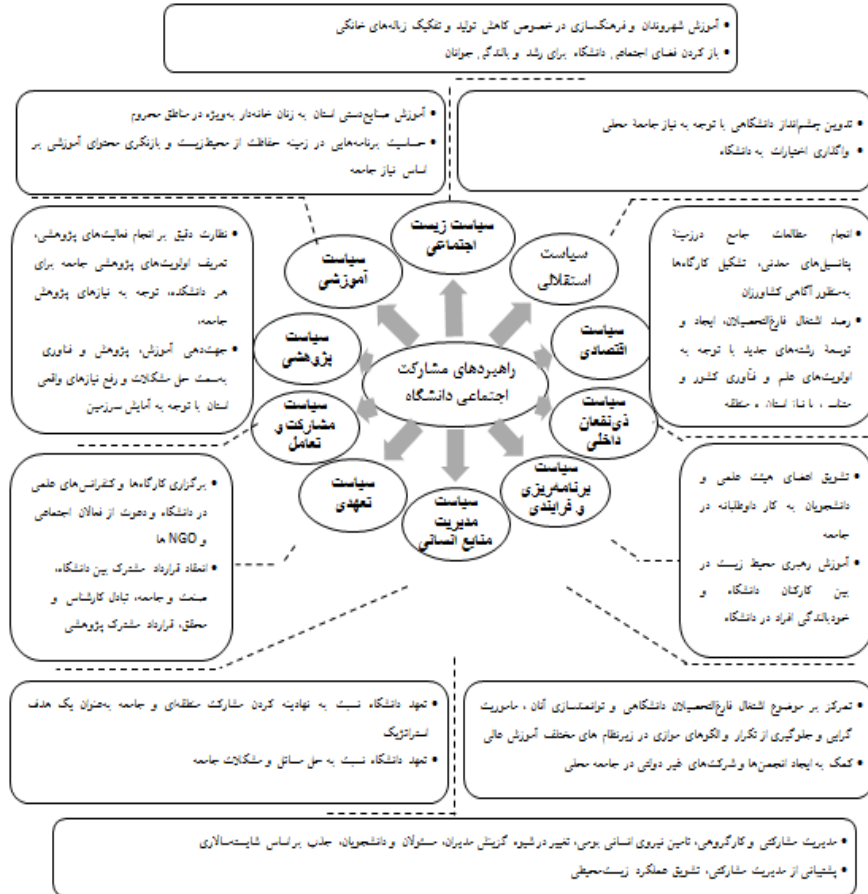 • آموزش شهروندان و فرهنگ‌سازی در خصوص کاهش تولید و تفکیک زباله‌های خانگی
• باز کردن فضای اجتماعی دانشگاه برای رشد و بالندگی جوانان
• آموزش صنایع‌دستی استان به زنان خانه‌دار به‌ویژه در مناطق محروم
• حساسیت برنامه‌هایی در زمینه حفاظت از محیط‌زیست و بازنگری محتوای آموزشی بر
اساس نیاز جامعه
• تدوین چشم‌انداز دانشگاهی با توجه به نیاز جامعۀ محلی
• واگذاری اختیارات به دانشگاه
• نظارت دقیق بر انجام فعالیت‌های پژوهشی،
تعریف اولویت‌های پژوهشی جامعه برای
هر دانشکده، توجه به نیازهای پژوهش
جامعه،
• جهت‌دهی آموزش، پژوهش و فناوری
به‌سمت حل مشکلات و رفع نیازهای واقعی
استان با توجه به آمایش سرزمین
• انجام مطالعات جامع درزمینۀ
پتانسیل‌های معدنی، تشکیل کارگاه‌ها
به‌منظور آگاهی کشاورزان
• رصد اشتغال فارغ‌التحصیلان، ایجاد و
توسعۀ رشته‌های جدید با توجه به
اولویت‌های علم و فنآوری کشور و
متناسب با نیاز استان و منطقه
سیاست زیست
اجتماعی
سیاست
استقلالی
سیاست
آموزشی
سیاست
اقتصادی
سیاست
پژوهشی
راهبردهای مشارکت
اجتماعی دانشگاه
سیاست
ذی‌نفعان
داخلی
سیاست
مشارکت و
تعامل
سیاست
برنامه‌ریزی
و فرایندی
سیاست
تعهدی
سیاست
مدیریت
منابع انسانی
• برگزاری کارگاه‌ها و کنفرانس‌های علمی
در دانشگاه و دعوت از فعالان اجتماعی
و NGO ها
• انعقاد قرارداد مشترک بین دانشگاه،
صنعت و جامعه، تبادل کارشناس و
محقق، قرارداد مشترک پژوهشی
• تشویق اعضای هیئت علمی و
دانشجویان به کار داوطلبانه در
جامعه
• آموزش رهبری محیط زیست در
بین کارکنان دانشگاه و
خودبالندگی افراد در دانشگاه
• تعهد دانشگاه نسبت به نهادینه کردن مشارکت منطقه‌ای و جامعه به‌عنوان یک هدف
استراتژیک
• تعهد دانشگاه نسبت به حل مسائل و مشکلات جامعه
• تمرکز بر موضوع اشتغال فارغ‌التحصیلان دانشگاهی و توانمندسازی آنان ، ماموریت
گرایی و جلوگیری از تکرار و الگوهای موازی در زیرنظام های مختلف آموزش عالی
• کمک به ایجاد انجمن‌ها و شرکت‌های غیر دولتی در جامعه محلی
• مدیریت مشارکتی و کارگروهی، تامین نیروی انسانی بومی، تغییر در شیوه گزینش مدیران، مسئولان و دانشجویان، جذب بر اساس شایسته‌سالاری
• پشتیبانی از مدیریت مشارکتی، تشویق عملکرد زیست‌محیطی